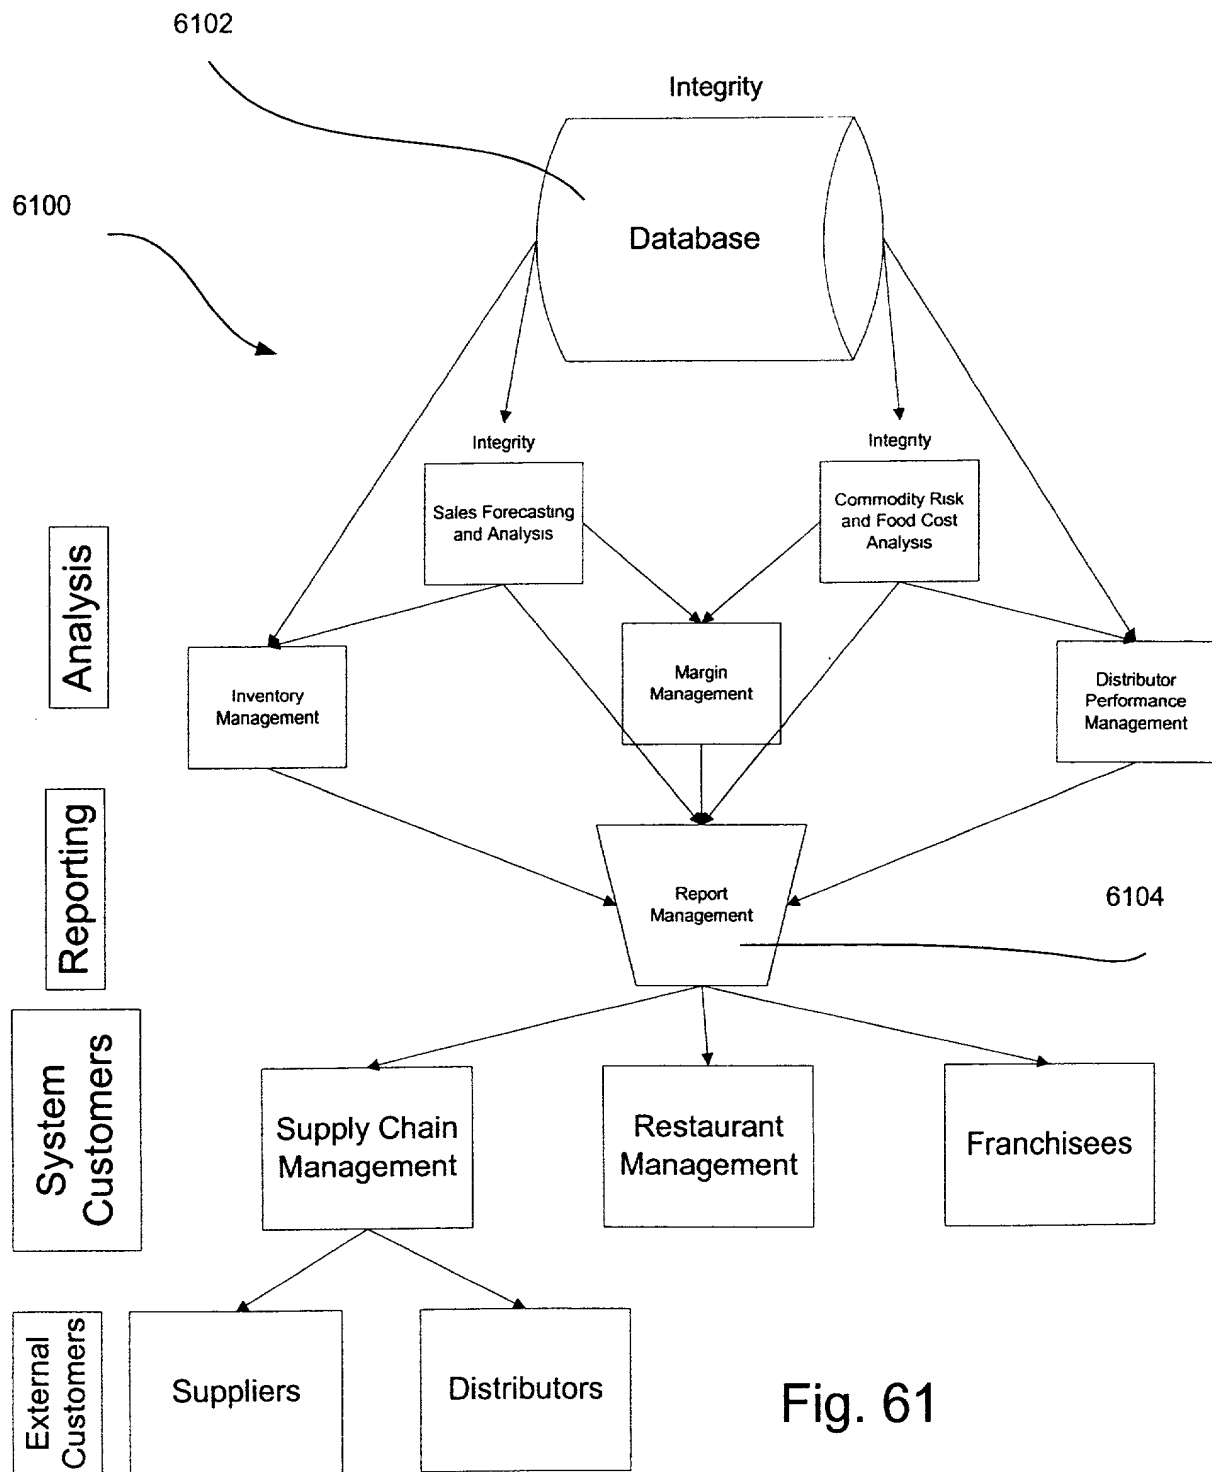 6102
Integrity
6100
Database
Integrity
Integrity
Sales Forecasting
and Analysis
Commodity Risk
and Food Cost
Analysis
Analysis
Inventory
Management
Margin
Management
Distributor
Performance
Management
Reporting
Report
Management
6104
System
Customers
Supply Chain
Management
Restaurant
Management
Franchisees
External
Customers
Suppliers
Distributors
Fig. 61